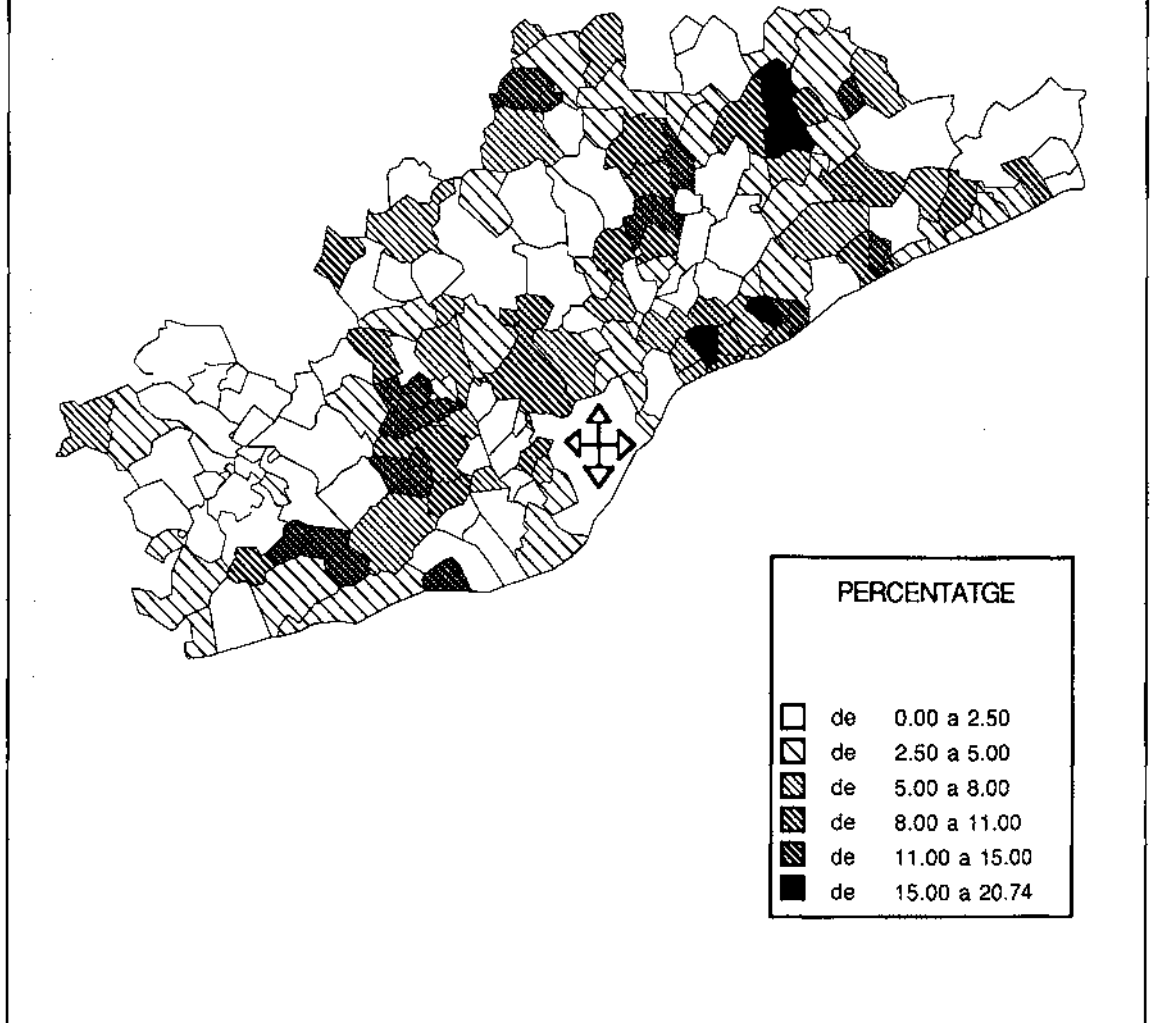 PERCENTATGE
de 0.00 a 2.50
de 2.50 a 5.00
de 5.00 a 8.00
de 8.00 a 11.00
de 11.00 a 15.00
de 15.00 a 20.74